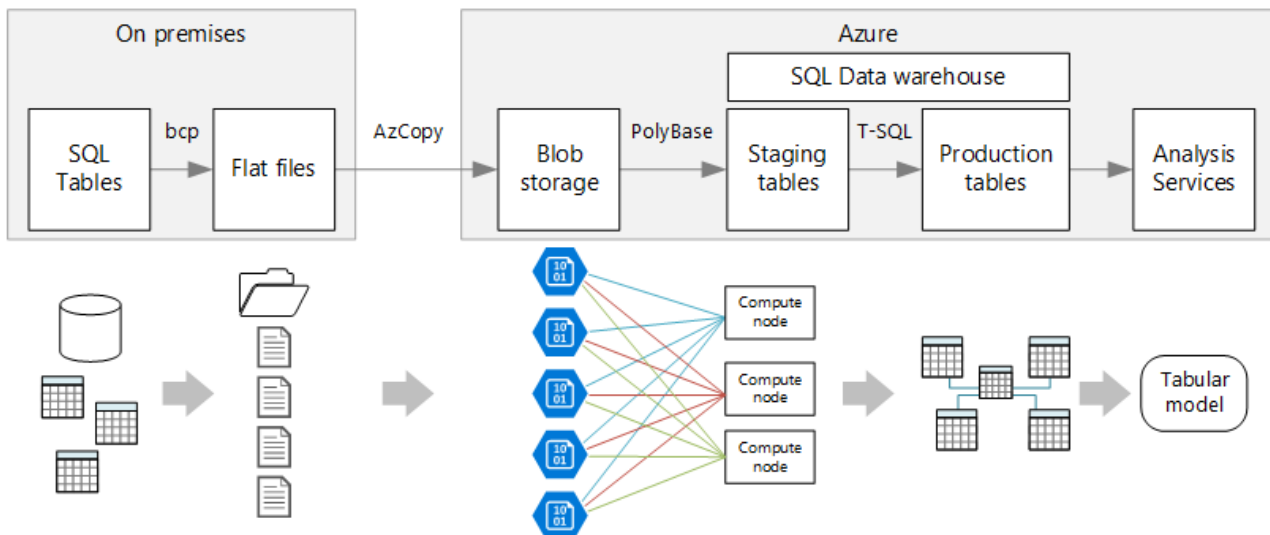 On premises
Azure
SQL Data warehouse
bcp
AzCopy
PolyBase
T-SQL
SQL
Tables
Flat files
Blob
storage
Staging
tables
Production
tables
Analysis
Services
10
01
Compute
node
10
01
10
01
Compute
node
Tabular
model
10
01
Compute
node
10
01